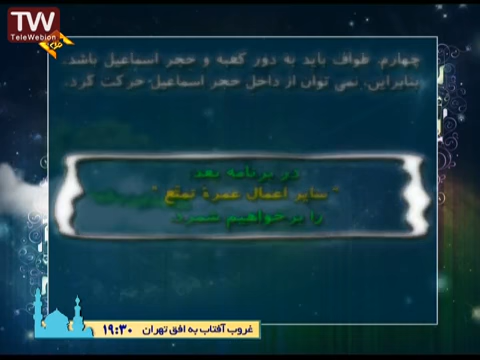 TW
TeleWebion
چهارم. طواف باید به دور کعبه و حجر اسماعیل باشد.
بنابراین، نمی توان از داخل حجر اسماعیل حرکت کرد.
در برنامه بعد:
" سایر اعمال عمرهٔ تمتع "
را برخواهیم شمرد
غروب آفتاب به افق تهران ۱۹:۳۰